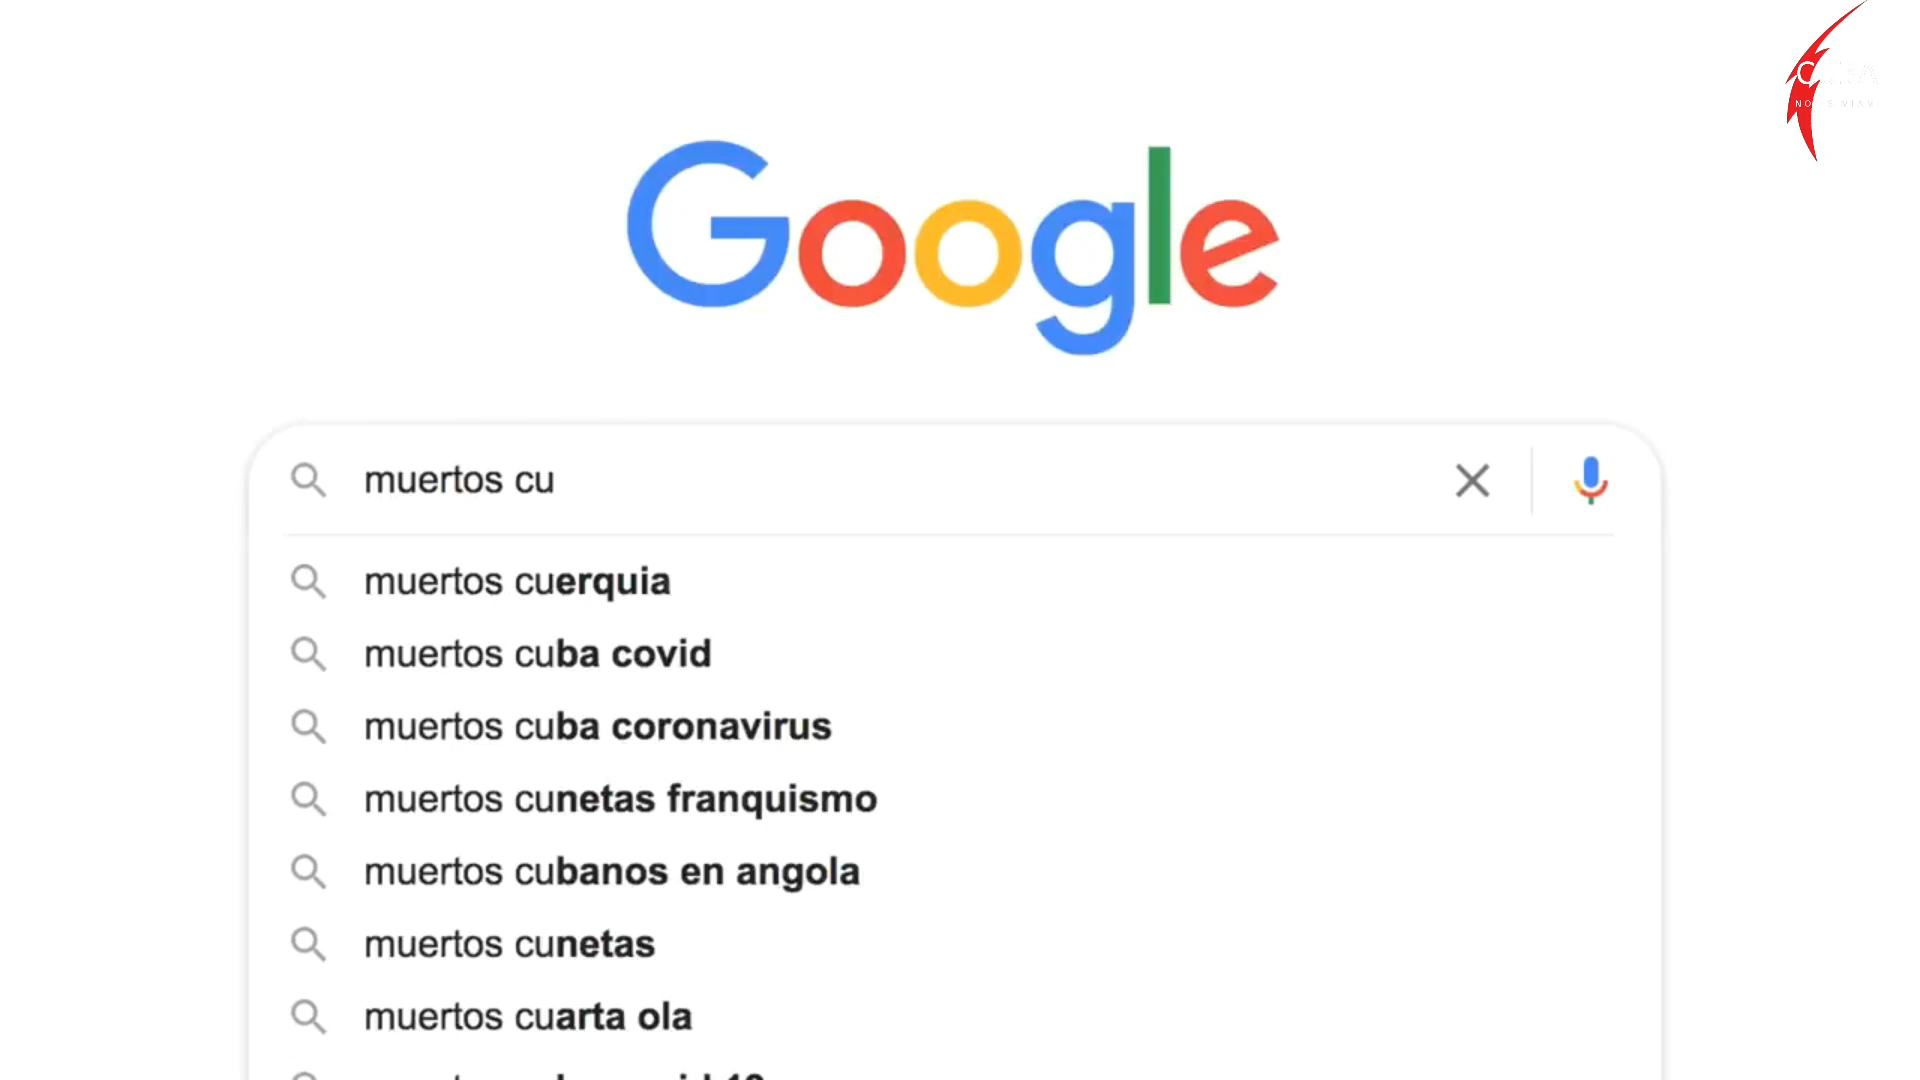 Google
muertos cu
muertos cuerquia
muertos cuba covid
muertos cuba coronavirus
muertos cunetas franquismo
muertos cubanos en angola
muertos cunetas
muertos cuarta ola